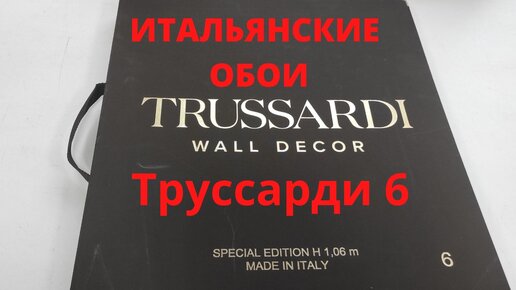 ИТАЛЬЯНСКИЕ
ОБОИ
TRUSSARDI
WALL DECOR
Труссарди 6
SPECIAL EDITION H 1,06 m
MADE IN ITALY
6